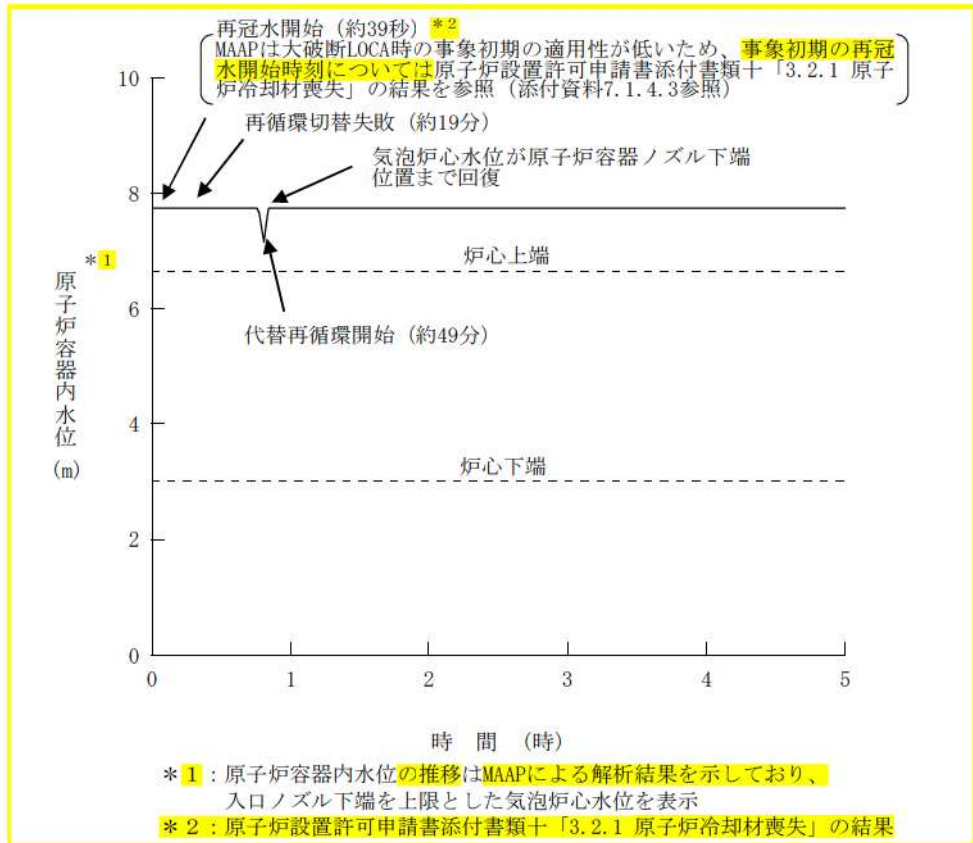 再冠水開始（約39秒）＊2
MAAPは大破断LOCA時の事象初期の適用性が低いため、事象初期の再冠
水開始時刻については原子炉設置許可申請書添付書類十「3.2.1 原子
炉冷却材喪失」の結果を参照（添付資料7.1.4.3参照）
再循環切替失敗（約19分）
気泡炉心水位が原子炉容器ノズル下端
位置まで回復
炉心上端
代替再循環開始（約49分）
炉心下端
＊1
原子炉容器内水位
(m)
10
8
6
4
2
0
0 1 2 3 4 5
時 間 （時）
＊1：原子炉容器内水位の推移はMAAPによる解析結果を示しており、
入口ノズル下端を上限とした気泡炉心水位を表示
＊2：原子炉設置許可申請書添付書類十「3.2.1 原子炉冷却材喪失」の結果